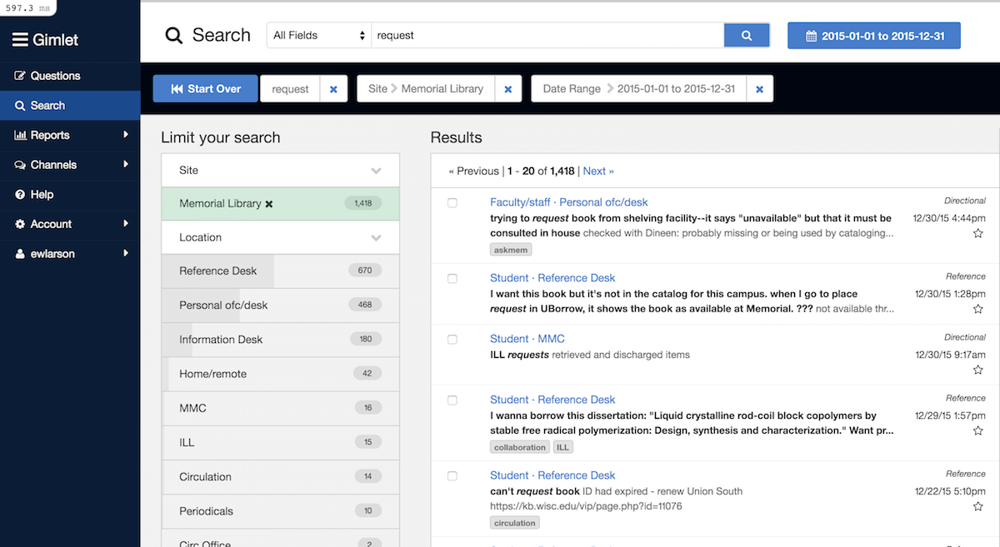 597.3 ms
Gimlet
Questions
Search
Reports
Channels
Help
Account
ewlarson
Search
All Fields
request
2015-01-01 to 2015-12-31
Start Over
request
Site
Memorial Library
Date Range
2015-01-01 to 2015-12-31
Limit your search
Site
Memorial Library
1,418
Location
Reference Desk
670
Personal ofc/desk
468
Information Desk
180
Home/remote
42
MMC
16
ILL
15
Circulation
14
Periodicals
10
Circ Office
2
Results
« Previous | 1 - 20 of 1,418 | Next »
Faculty/staff · Personal ofc/desk
Directional
trying to request book from shelving facility--it says "unavailable" but that it must be
12/30/15 4:44pm
consulted in house checked with Dineen: probably missing or being used by cataloging...
askmem
Student · Reference Desk
Reference
I want this book but it's not in the catalog for this campus. when I go to place
12/30/15 1:28pm
request in UBorrow, it shows the book as available at Memorial. ??? not available thr...
Student · MMC
Directional
ILL requests retrieved and discharged items
12/30/15 9:17am
Student · Reference Desk
Reference
I wanna borrow this dissertation: "Liquid crystalline rod-coil block copolymers by
12/29/15 1:57pm
stable free radical polymerization: Design, synthesis and characterization." Want pr...
collaboration
ILL
Student · Reference Desk
Reference
can't request book ID had expired - renew Union South
12/22/15 5:10pm
https://kb.wisc.edu/vip/page.php?id=11076
circulation